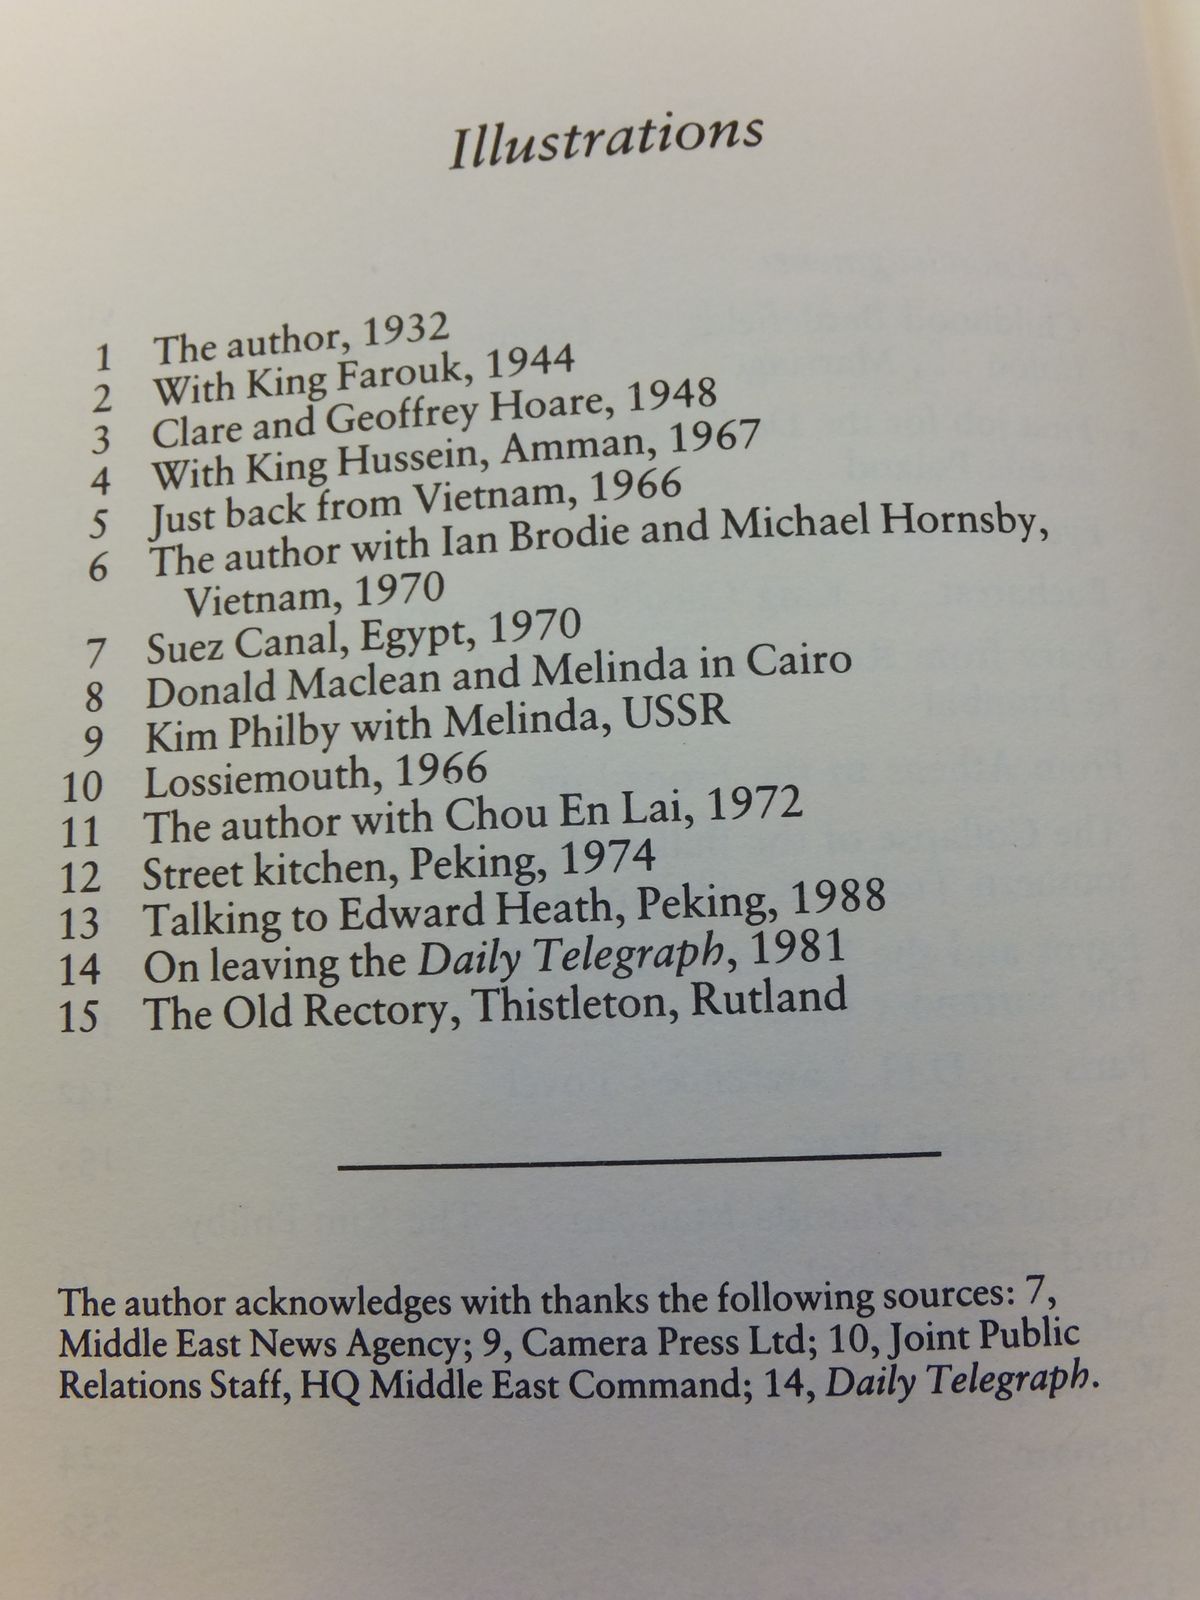 Illustrations
1 The author, 1932
2 With King Farouk, 1944
3 Clare and Geoffrey Hoare, 1948
4 With King Hussein, Amman, 1967
5 Just back from Vietnam, 1966
6 The author with Ian Brodie and Michael Hornsby,
Vietnam, 1970
7 Suez Canal, Egypt, 1970
8 Donald Maclean and Melinda in Cairo
9 Kim Philby with Melinda, USSR
10 Lossiemouth, 1966
11 The author with Chou En Lai, 1972
12 Street kitchen, Peking, 1974
13 Talking to Edward Heath, Peking, 1988
14 On leaving the Daily Telegraph, 1981
15 The Old Rectory, Thistleton, Rutland
The author acknowledges with thanks the following sources: 7,
Middle East News Agency; 9, Camera Press Ltd; 10, Joint Public
Relations Staff, HQ Middle East Command; 14, Daily Telegraph.